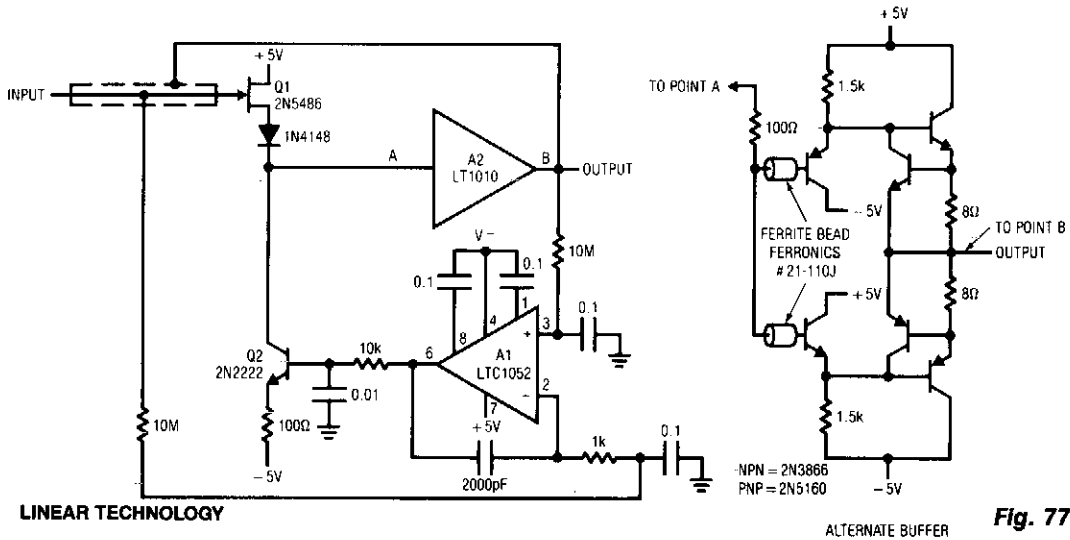 +5V
INPUT
Q1
2N5486
1N4148
A
A2
LT1010
B
OUTPUT
10M
V-
0.1
0.1
0.1
8
4
1
3
+
A1
LTC1052
6
2
-
7
+5V
10k
Q2
2N2222
0.01
100Ω
-5V
10M
2000pF
1k
0.1
LINEAR TECHNOLOGY
+5V
1.5k
TO POINT A
100Ω
-5V
8Ω
TO POINT B
OUTPUT
FERRITE BEAD
FERRONICS
#21-110J
8Ω
+5V
1.5k
NPN = 2N3866
PNP = 2N5160
-5V
ALTERNATE BUFFER
Fig. 77